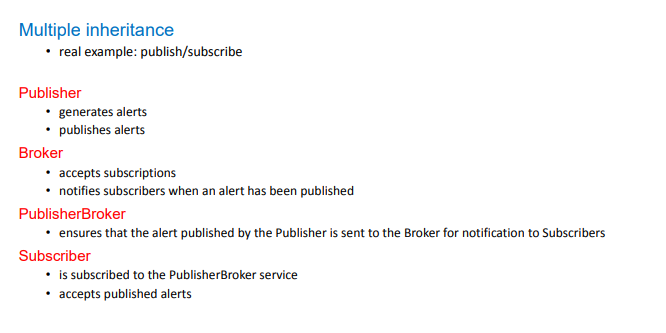 Multiple inheritance
• real example: publish/subscribe
Publisher
• generates alerts
• publishes alerts
Broker
• accepts subscriptions
• notifies subscribers when an alert has been published
PublisherBroker
• ensures that the alert published by the Publisher is sent to the Broker for notification to Subscribers
Subscriber
• is subscribed to the PublisherBroker service
• accepts published alerts